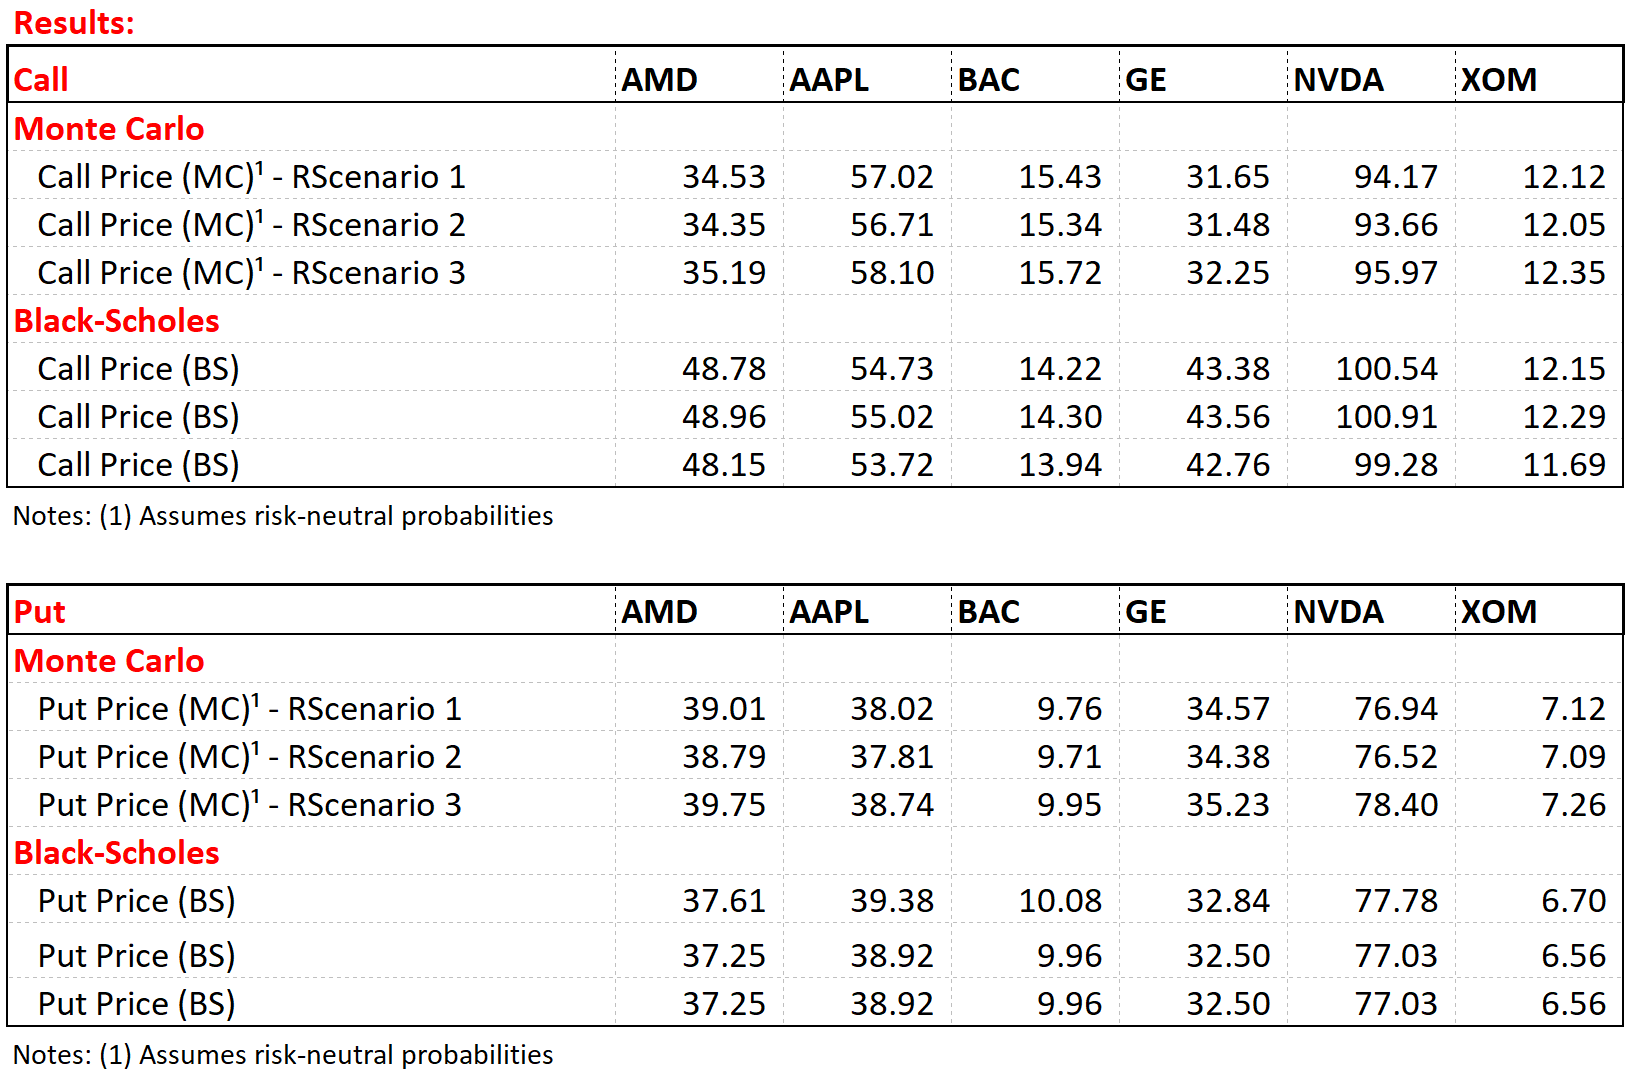 Results:
Call AMD AAPL BAC GE NVDA XOM
Monte Carlo
Call Price (MC)¹ - RScenario 1 34.53 57.02 15.43 31.65 94.17 12.12
Call Price (MC)¹ - RScenario 2 34.35 56.71 15.34 31.48 93.66 12.05
Call Price (MC)¹ - RScenario 3 35.19 58.10 15.72 32.25 95.97 12.35
Black-Scholes
Call Price (BS) 48.78 54.73 14.22 43.38 100.54 12.15
Call Price (BS) 48.96 55.02 14.30 43.56 100.91 12.29
Call Price (BS) 48.15 53.72 13.94 42.76 99.28 11.69
Notes: (1) Assumes risk-neutral probabilities
Put AMD AAPL BAC GE NVDA XOM
Monte Carlo
Put Price (MC)¹ - RScenario 1 39.01 38.02 9.76 34.57 76.94 7.12
Put Price (MC)¹ - RScenario 2 38.79 37.81 9.71 34.38 76.52 7.09
Put Price (MC)¹ - RScenario 3 39.75 38.74 9.95 35.23 78.40 7.26
Black-Scholes
Put Price (BS) 37.61 39.38 10.08 32.84 77.78 6.70
Put Price (BS) 37.25 38.92 9.96 32.50 77.03 6.56
Put Price (BS) 37.25 38.92 9.96 32.50 77.03 6.56
Notes: (1) Assumes risk-neutral probabilities